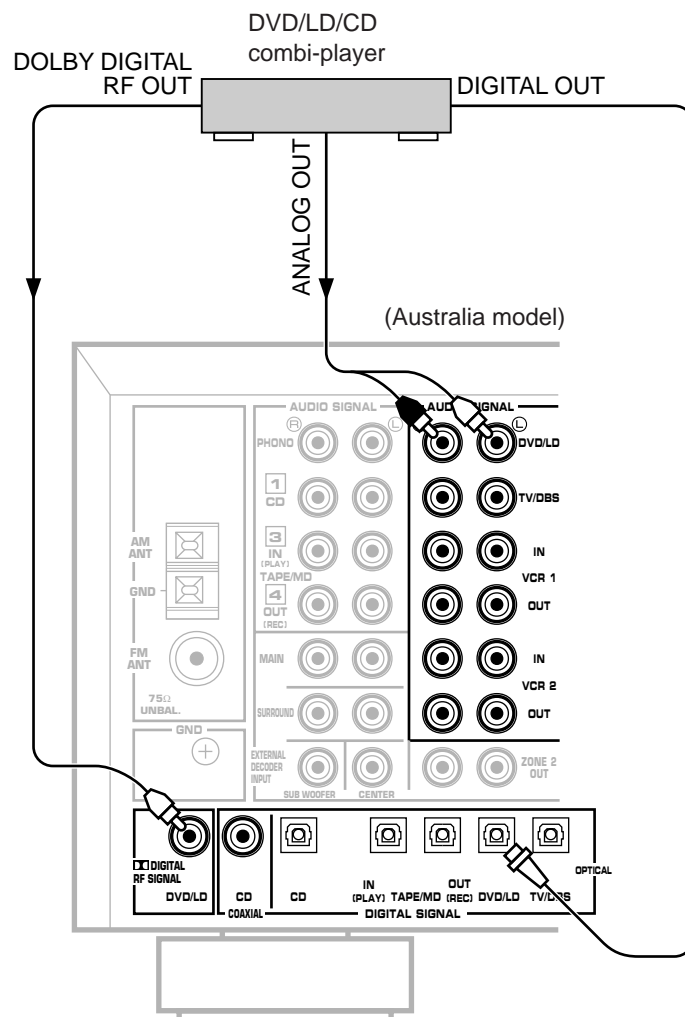 DVD/LD/CD
combi-player
DOLBY DIGITAL
RF OUT
DIGITAL OUT
ANALOG OUT
(Australia model)
AUDIO SIGNAL
R
L
PHONO
1
CD
3
IN
(PLAY)
TAPE/MD
4
OUT
(REC)
MAIN
SURROUND
EXTERNAL
DECODER
INPUT
SUB WOOFER
CENTER
SIGNAL
L
DVD/LD
TV/DBS
IN
VCR 1
OUT
IN
VCR 2
OUT
ZONE 2
OUT
AM
ANT
GND
FM
ANT
75Ω
UNBAL.
GND
DIGITAL
RF SIGNAL
DVD/LD
CD
COAXIAL
CD
IN
(PLAY)
TAPE/MD
OUT
(REC)
DVD/LD
TV/DBS
OPTICAL
DIGITAL SIGNAL